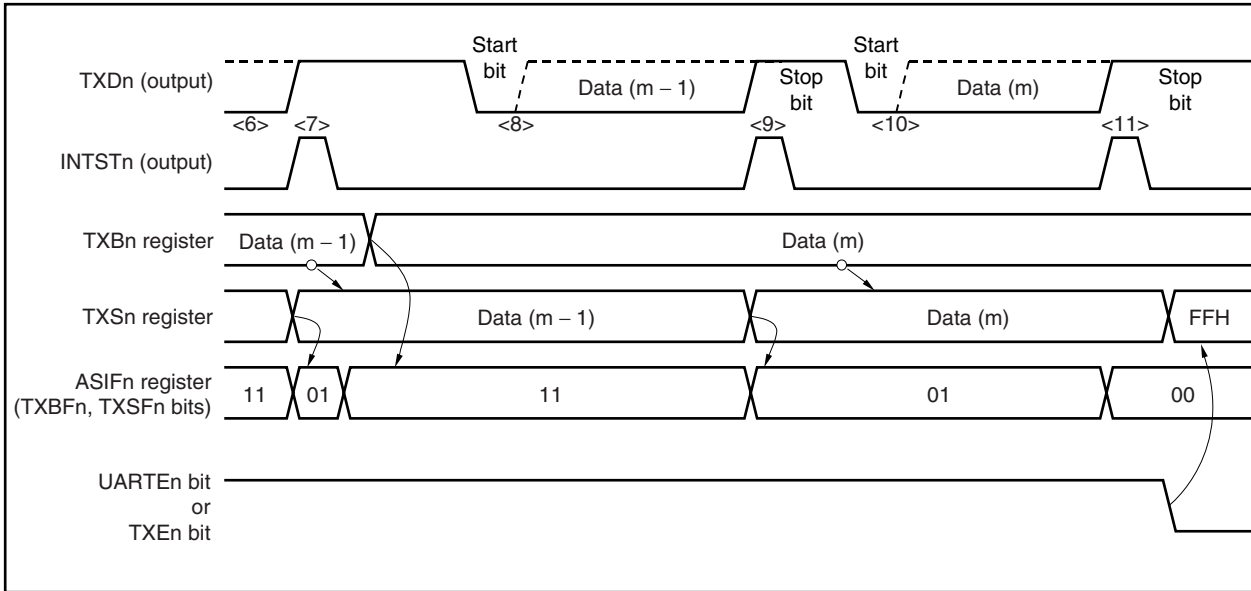 TXDn (output)
Start
bit
Data (m – 1)
Stop
bit
Start
bit
Data (m)
Stop
bit
<6> <7> <8> <9> <10> <11>
INTSTn (output)
TXBn register
Data (m – 1)
Data (m)
TXSn register
Data (m – 1)
Data (m)
FFH
ASIFn register
(TXBFn, TXSFn bits)
11
01
11
01
00
UARTEn bit
or
TXEn bit